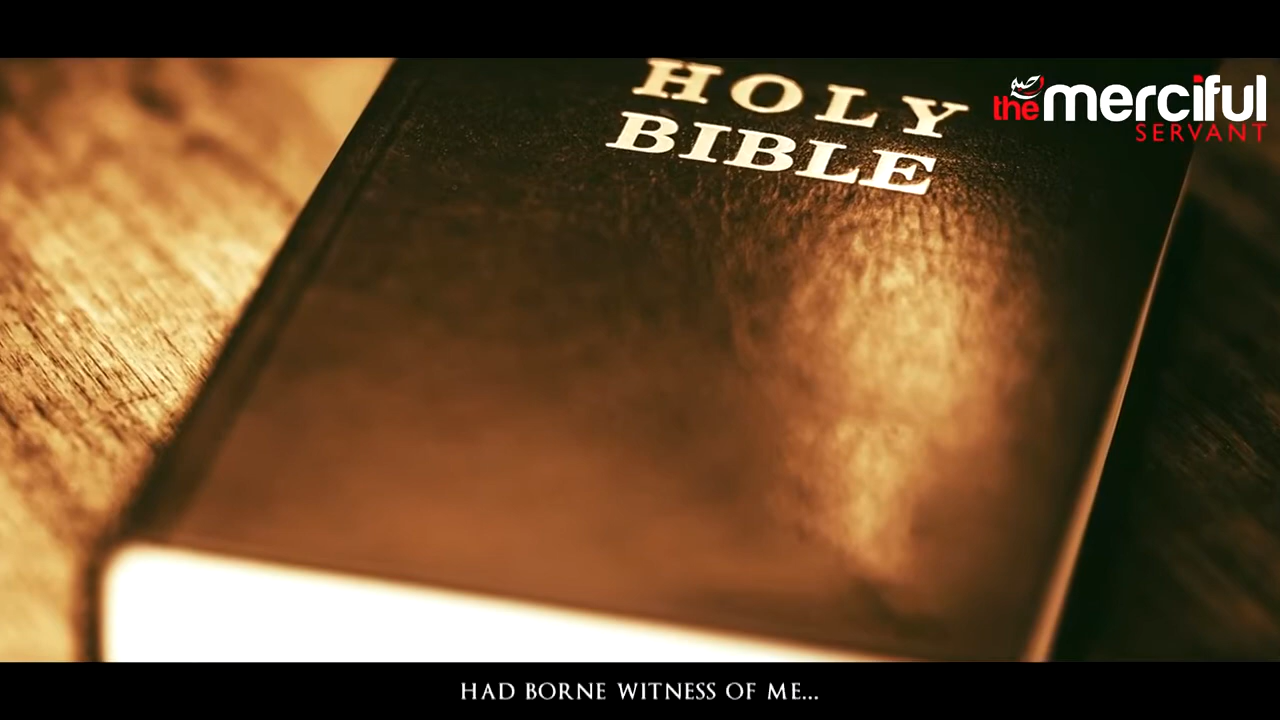 HOLY
BIBLE
the merciful
SERVANT
HAD BORNE WITNESS OF ME...